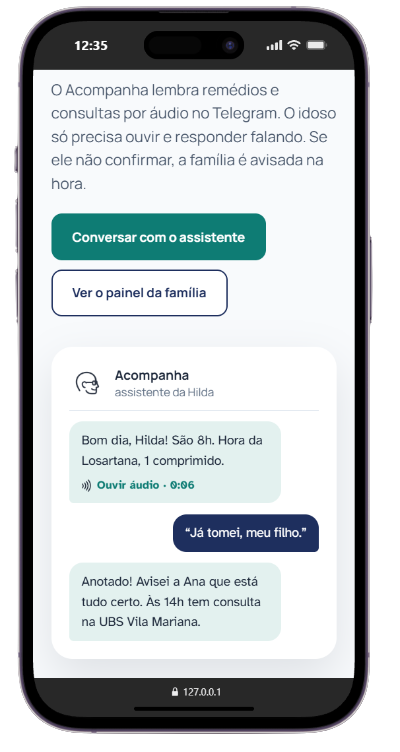 12:35
O Acompanha lembra remédios e
consultas por áudio no Telegram. O idoso
só precisa ouvir e responder falando. Se
ele não confirmar, a família é avisada na
hora.
Conversar com o assistente
Ver o painel da família
Acompanha
assistente da Hilda
Bom dia, Hilda! São 8h. Hora da
Losartana, 1 comprimido.
Ouvir áudio · 0:06
“Já tomei, meu filho.”
Anotado! Avisei a Ana que está
tudo certo. Às 14h tem consulta
na UBS Vila Mariana.
127.0.0.1